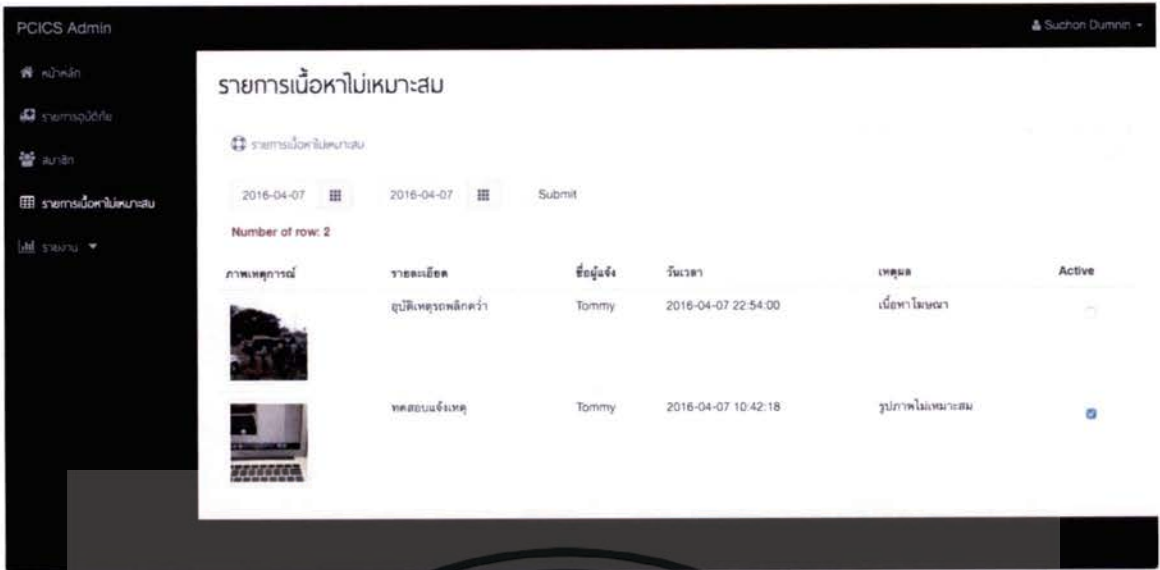 PCICS Admin
Suchon Dumnin
หน้าหลัก
รายการอุบัติภัย
สมาชิก
รายการเนื้อหาไม่เหมาะสม
รายงาน
รายการเนื้อหาไม่เหมาะสม
รายการเนื้อหาไม่เหมาะสม
2016-04-07 2016-04-07 Submit
Number of row: 2
ภาพเหตุการณ์ รายละเอียด ชื่อผู้แจ้ง วันเวลา เหตุผล Active
อุบัติเหตุรถพลิกคว่ำ Tommy 2016-04-07 22:54:00 เนื้อหาโฆษณา
ทดสอบแจ้งเหตุ Tommy 2016-04-07 10:42:18 รูปภาพไม่เหมาะสม